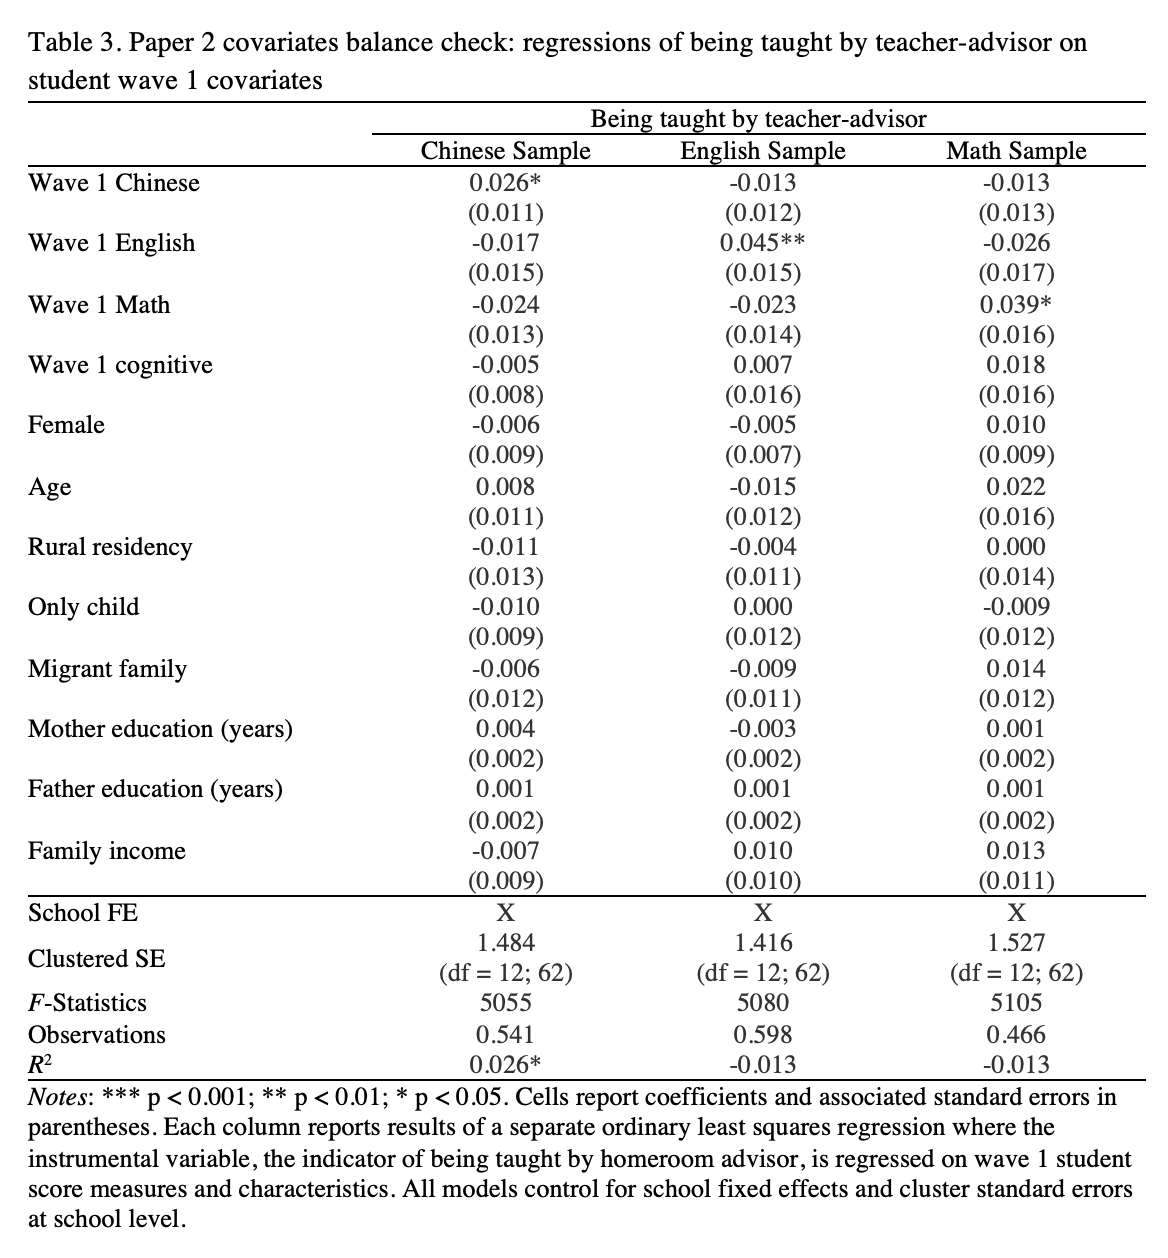 Table 3. Paper 2 covariates balance check: regressions of being taught by teacher-advisor on
student wave 1 covariates
Being taught by teacher-advisor
Chinese Sample English Sample Math Sample
Wave 1 Chinese 0.026* -0.013 -0.013
(0.011) (0.012) (0.013)
Wave 1 English -0.017 0.045** -0.026
(0.015) (0.015) (0.017)
Wave 1 Math -0.024 -0.023 0.039*
(0.013) (0.014) (0.016)
Wave 1 cognitive -0.005 0.007 0.018
(0.008) (0.016) (0.016)
Female -0.006 -0.005 0.010
(0.009) (0.007) (0.009)
Age 0.008 -0.015 0.022
(0.011) (0.012) (0.016)
Rural residency -0.011 -0.004 0.000
(0.013) (0.011) (0.014)
Only child -0.010 0.000 -0.009
(0.009) (0.012) (0.012)
Migrant family -0.006 -0.009 0.014
(0.012) (0.011) (0.012)
Mother education (years) 0.004 -0.003 0.001
(0.002) (0.002) (0.002)
Father education (years) 0.001 0.001 0.001
(0.002) (0.002) (0.002)
Family income -0.007 0.010 0.013
(0.009) (0.010) (0.011)
School FE X X X
Clustered SE 1.484 1.416 1.527
(df = 12; 62) (df = 12; 62) (df = 12; 62)
F-Statistics 5055 5080 5105
Observations 0.541 0.598 0.466
R² 0.026* -0.013 -0.013
Notes: *** p < 0.001; ** p < 0.01; * p < 0.05. Cells report coefficients and associated standard errors in
parentheses. Each column reports results of a separate ordinary least squares regression where the
instrumental variable, the indicator of being taught by homeroom advisor, is regressed on wave 1 student
score measures and characteristics. All models control for school fixed effects and cluster standard errors
at school level.